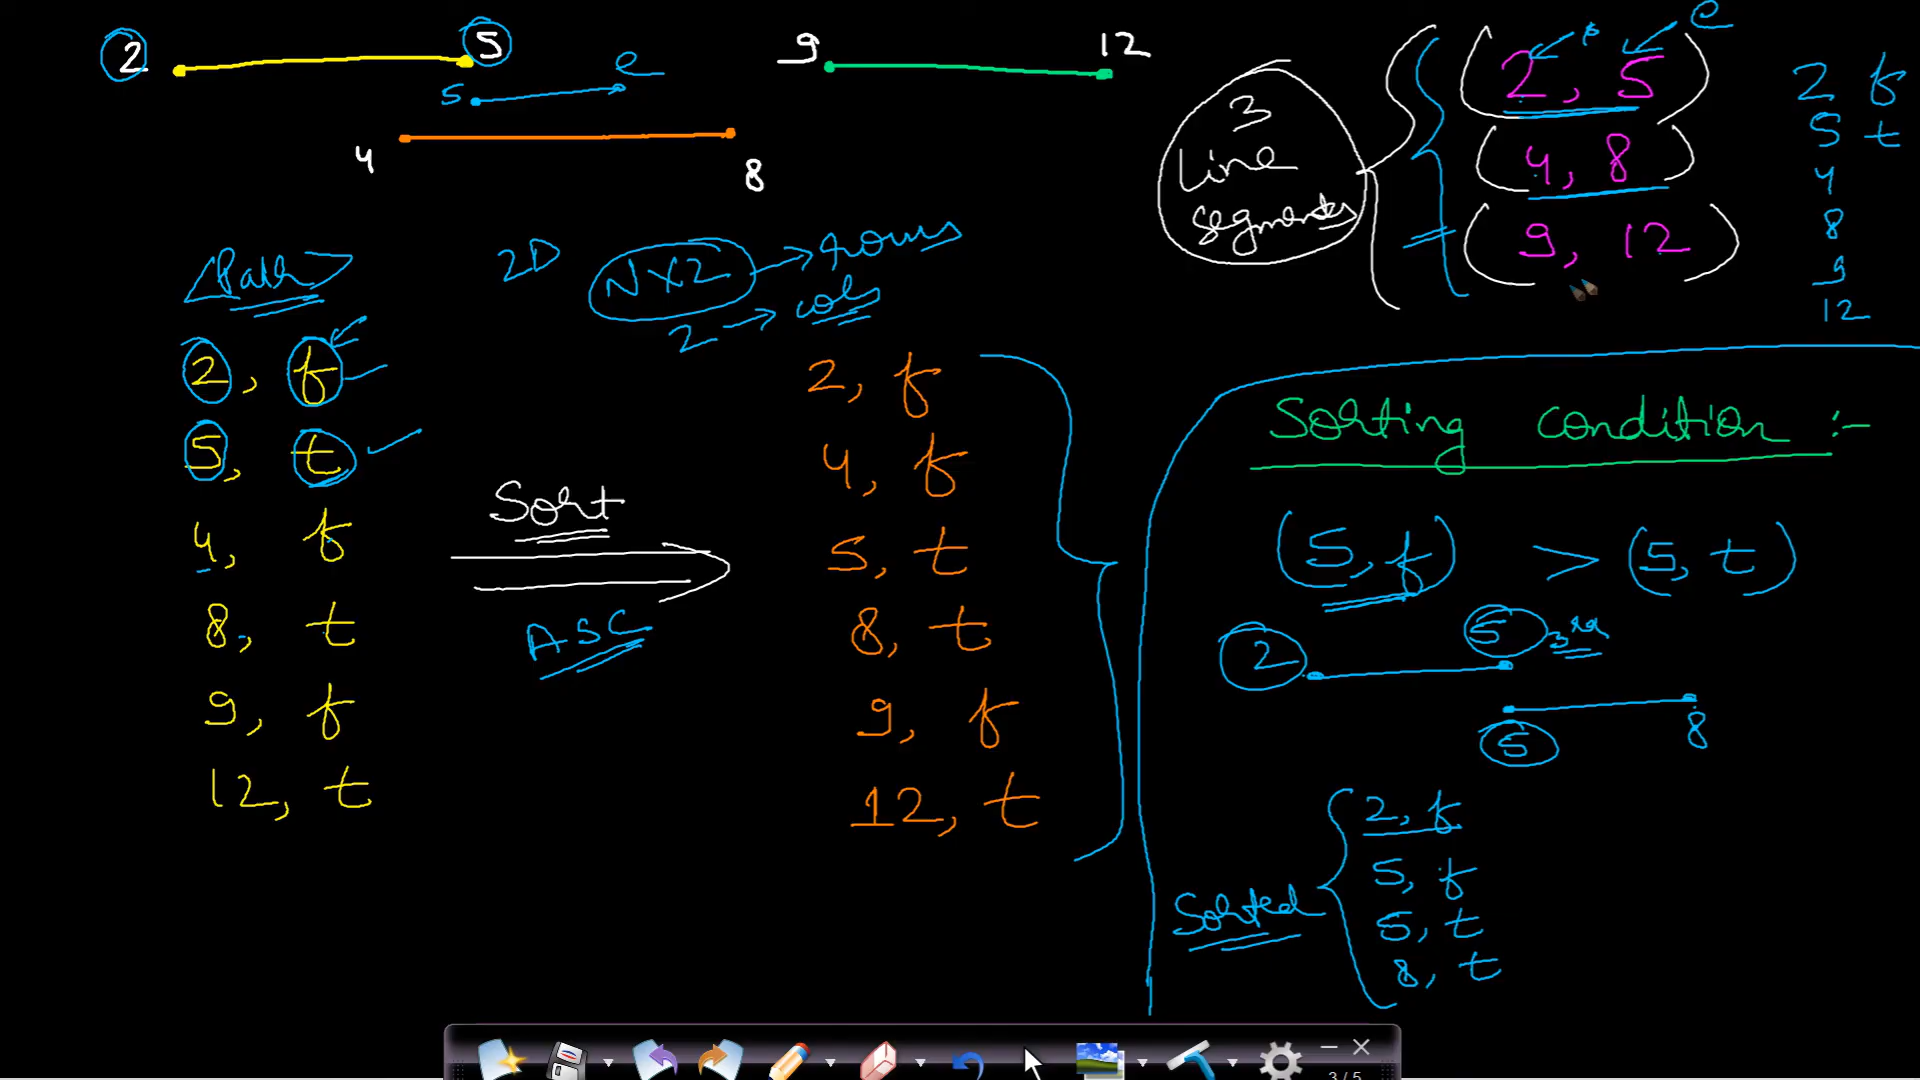 2
5
9
12
s
e
4
8
3
Line
segments
(2, 5)
e
(4, 8)
(9, 12)
2 f
5 t
4
8
9
12
2D
N×2
rows
2
cols
2, f
5, t
4, f
8, t
9, f
12, t
Sort
ASC
2, f
4, f
5, t
8, t
9, f
12, t
Sorting condition :-
(5, f) > (5, t)
2
5
5
8
Sorted
2, f
5, f
5, t
8, t
3/5